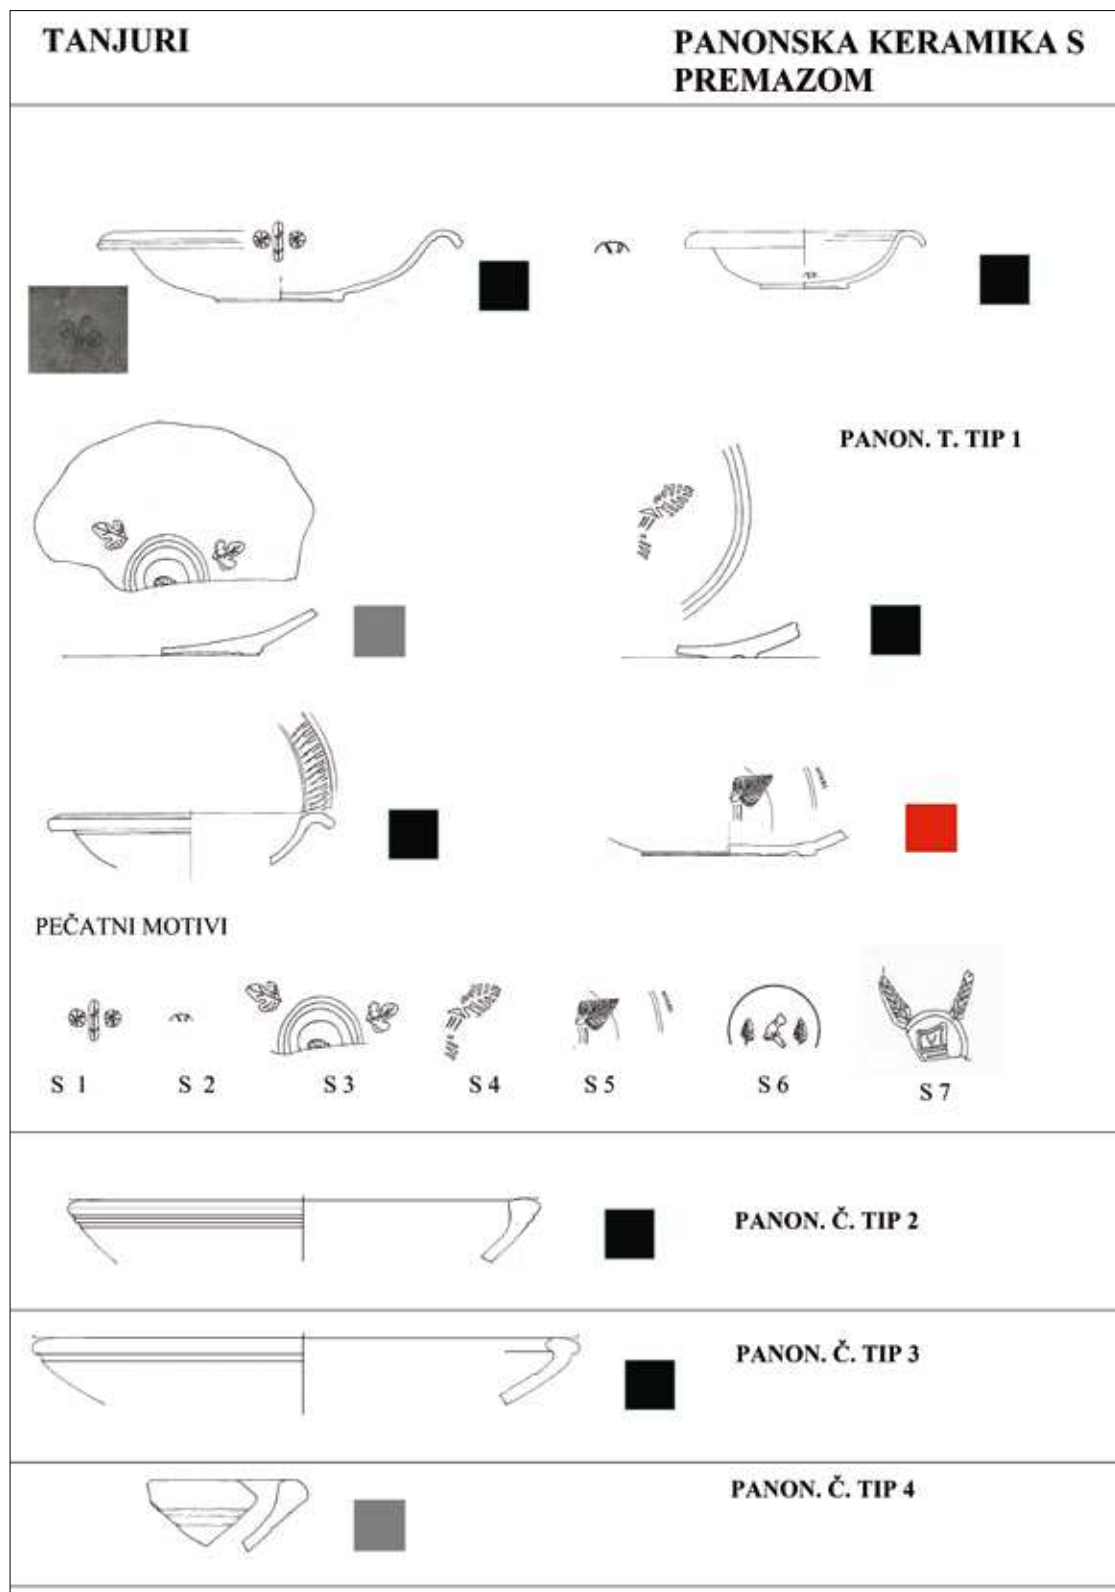 TANJURI
PANONSKA KERAMIKA S
PREMAZOM
PANON. T. TIP 1
PEČATNI MOTIVI
S 1
S 2
S 3
S 4
S 5
S 6
S 7
PANON. Č. TIP 2
PANON. Č. TIP 3
PANON. Č. TIP 4